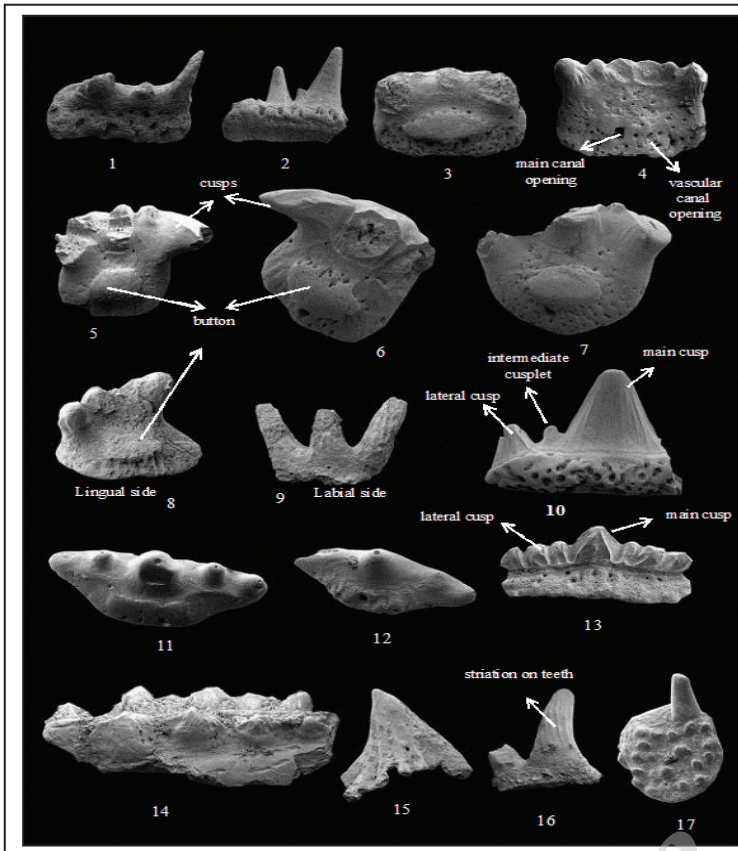 1
2
3
4
main canal
opening
vascular
canal
opening
cusps
5
button
6
7
intermediate
cusplet
main cusp
lateral cusp
Lingual side
8
9
Labial side
10
lateral cusp
main cusp
11
12
13
striation on teeth
14
15
16
17